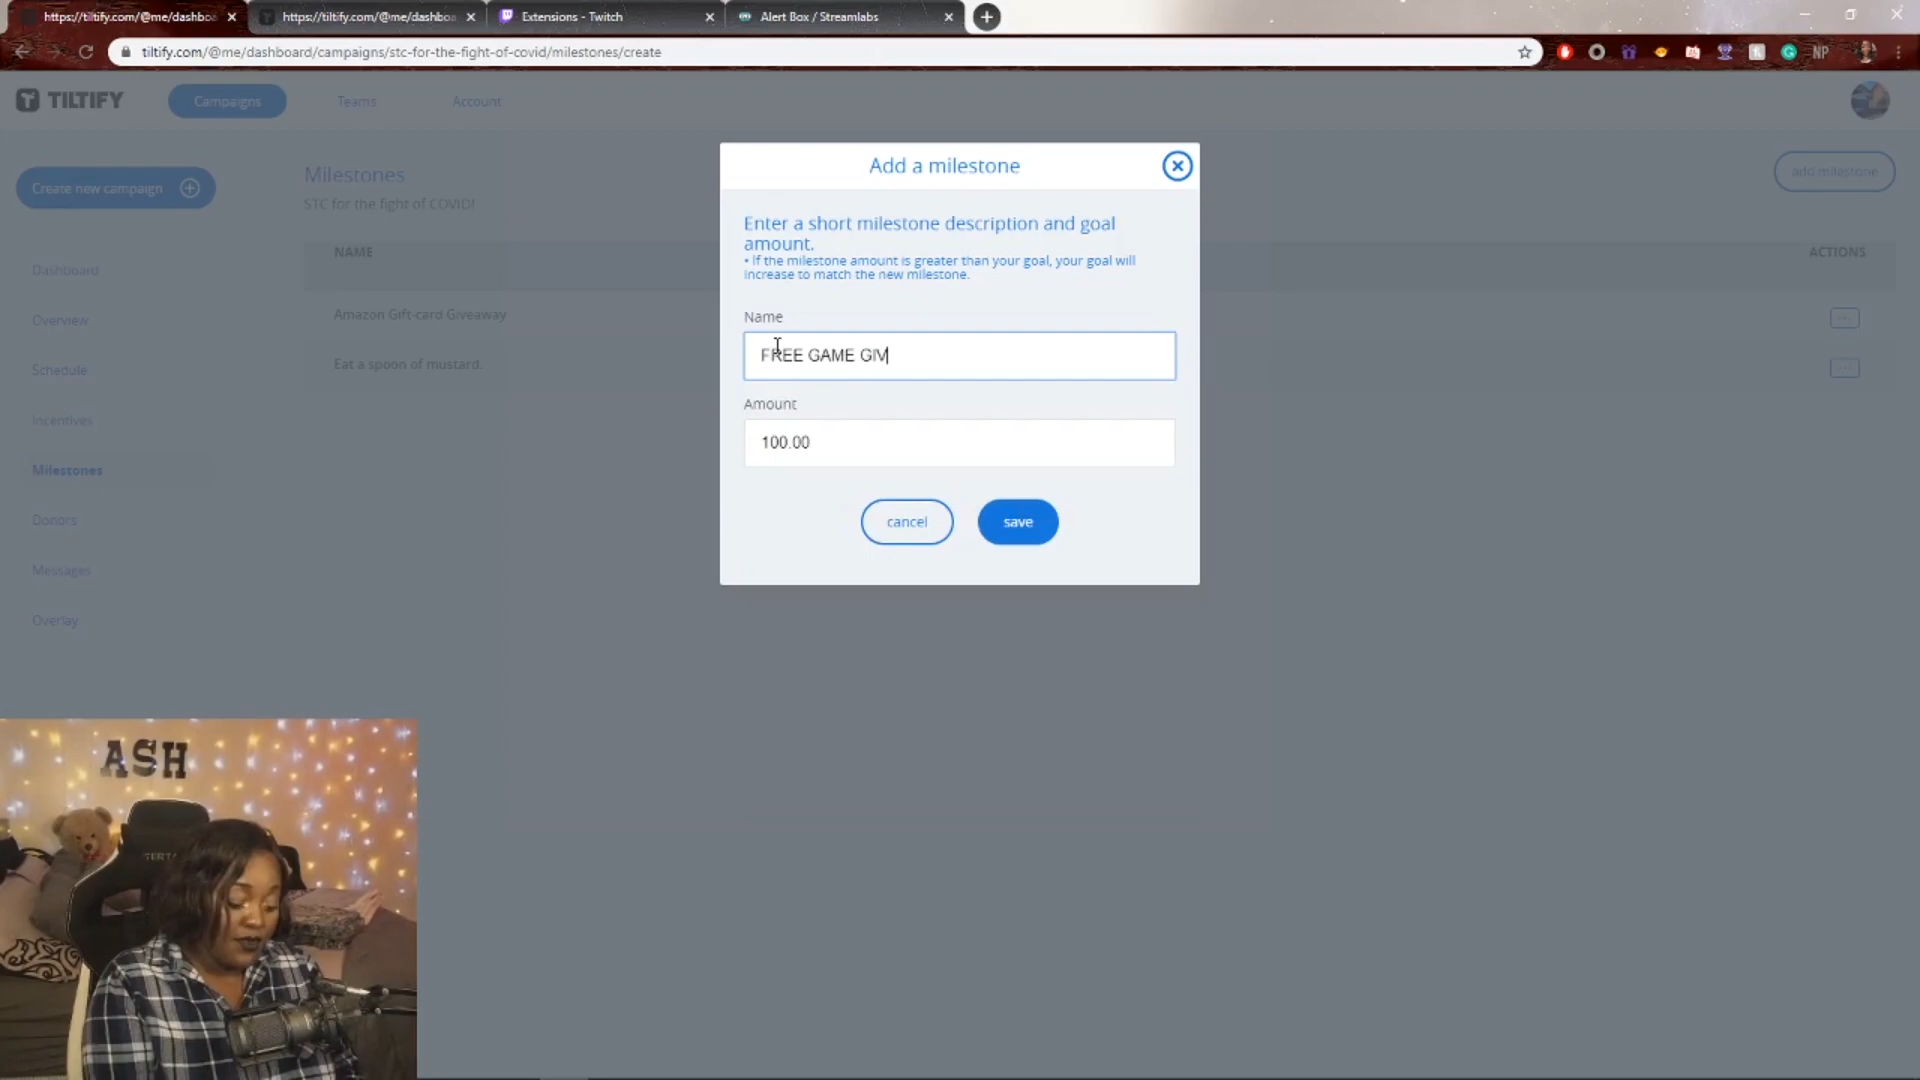 https://tiltify.com/@me/dashbo
https://tiltify.com/@me/dashbo
Extensions - Twitch
Alert Box / Streamlabs
tiltify.com/@me/dashboard/campaigns/stc-for-the-fight-of-covid/milestones/create
NP
TILTIFY
Campaigns
Teams
Account
Create new campaign
Milestones
STC for the fight of COVID!
add milestone
NAME
ACTIONS
Amazon Gift-card Giveaway
Eat a spoon of mustard.
Dashboard
Overview
Schedule
Incentives
Milestones
Donors
Messages
Overlay
Add a milestone
Enter a short milestone description and goal
amount.
• If the milestone amount is greater than your goal, your goal will
increase to match the new milestone.
Name
FREE GAME GIV
Amount
100.00
cancel
save
ASH